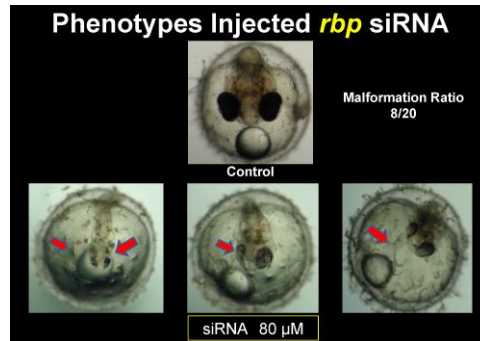 Phenotypes Injected rbp siRNA
Malformation Ratio
8/20
Control
siRNA 80 µM